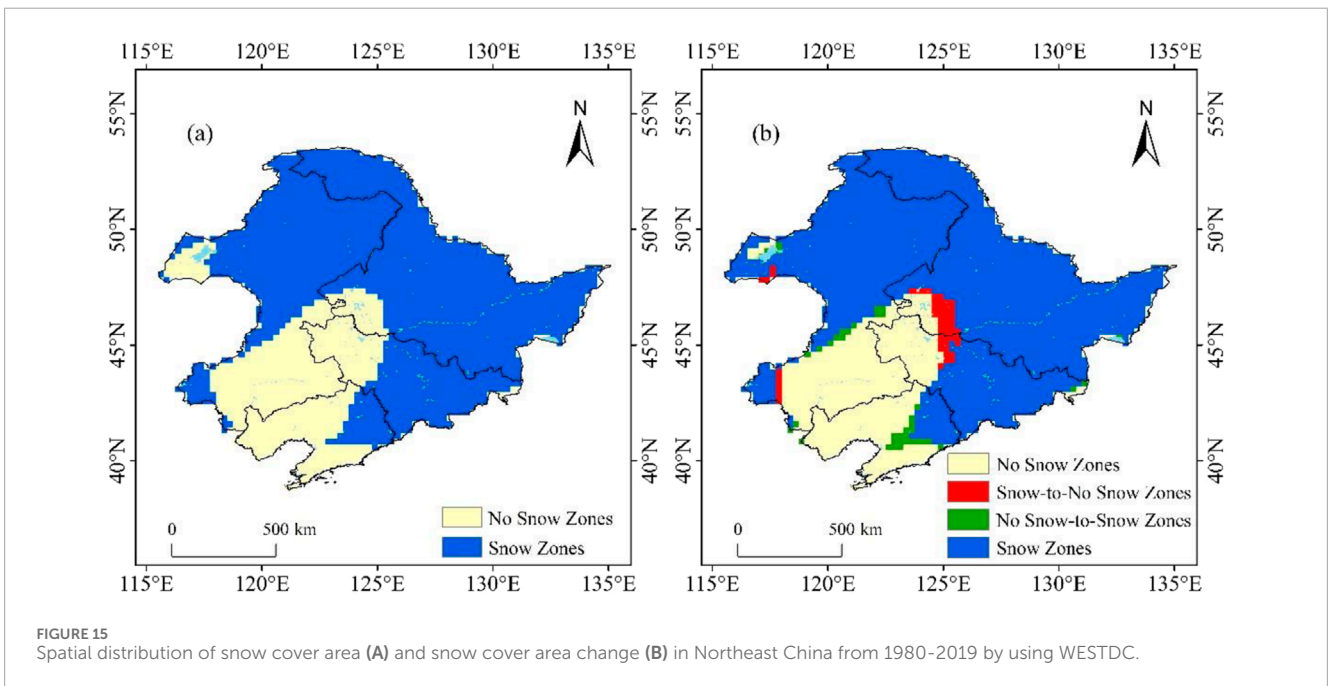 115°E 120°E 125°E 130°E 135°E
115°E 120°E 125°E 130°E 135°E
55°N
50°N
45°N
40°N
(a)
N
0 500 km
No Snow Zones
Snow Zones
55°N
50°N
45°N
40°N
115°E 120°E 125°E 130°E 135°E
55°N
50°N
45°N
40°N
(b)
N
0 500 km
No Snow Zones
Snow-to-No Snow Zones
No Snow-to-Snow Zones
Snow Zones
55°N
50°N
45°N
40°N
115°E 120°E 125°E 130°E 135°E
FIGURE 15
Spatial distribution of snow cover area (A) and snow cover area change (B) in Northeast China from 1980-2019 by using WESTDC.